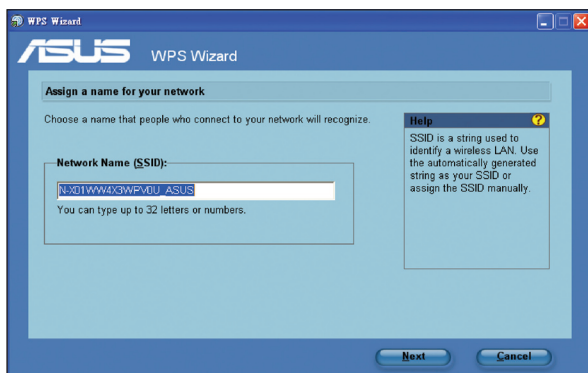 WPS Wizard
ASUS WPS Wizard
Assign a name for your network
Choose a name that people who connect to your network will recognize.
Network Name (SSID):
N-X01WW4X3WPV0U_ASUS
You can type up to 32 letters or numbers.
Help
SSID is a string used to
identify a wireless LAN. Use
the automatically generated
string as your SSID or
assign the SSID manually.
Next
Cancel